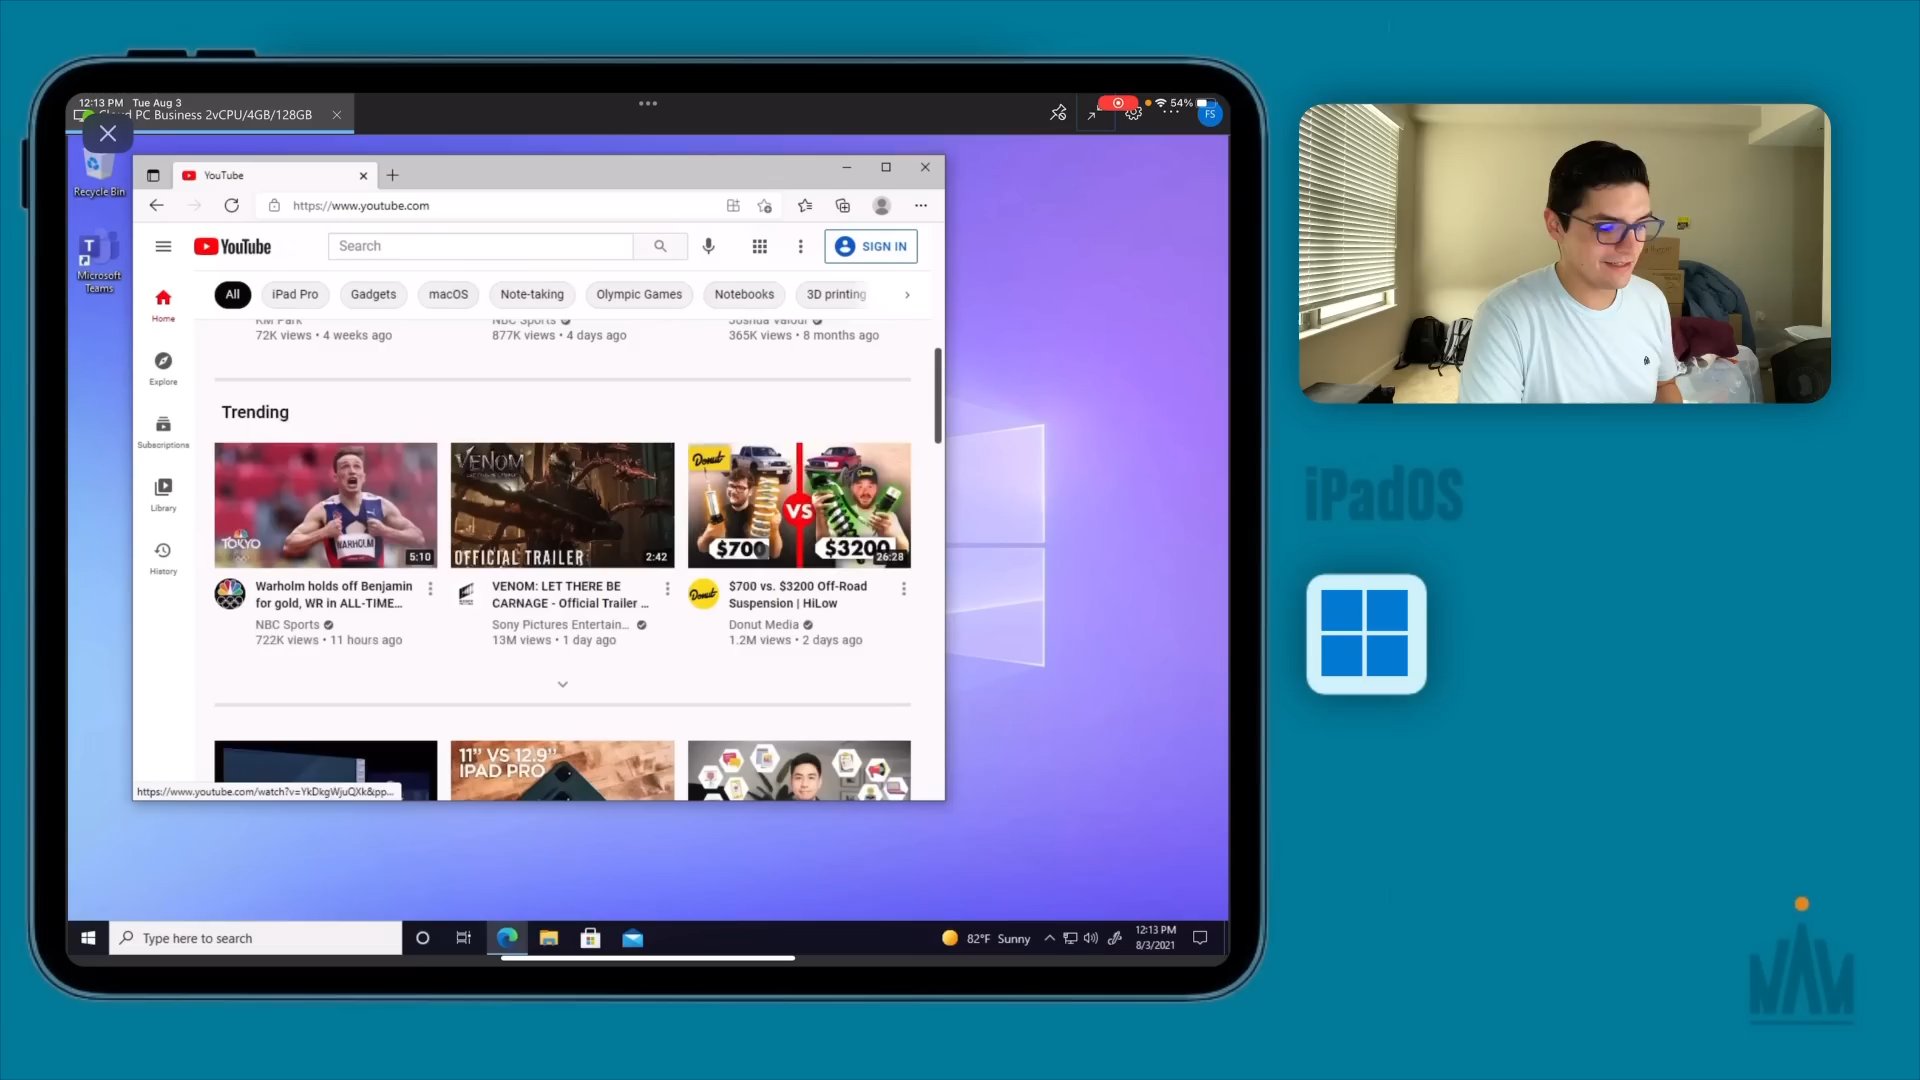 12:13 PM Tue Aug 3
54%
PC Business 2vCPU/4GB/128GB
FS
Recycle Bin
Microsoft
Teams
YouTube
https://www.youtube.com
YouTube
Search
SIGN IN
All
iPad Pro
Gadgets
macOS
Note-taking
Olympic Games
Notebooks
3D printing
Home
Explore
Subscriptions
Library
History
72K views • 4 weeks ago
NBC Sports
877K views • 4 days ago
Joshua Valour
365K views • 8 months ago
Trending
TOKYO
WARHOLM
5:10
VENOM
OFFICIAL TRAILER
2:42
Donut
VS
$700
$3200
26:28
Warholm holds off Benjamin
for gold, WR in ALL-TIME...
NBC Sports
722K views • 11 hours ago
VENOM: LET THERE BE
CARNAGE - Official Trailer ...
Sony Pictures Entertain...
13M views • 1 day ago
Donut
$700 vs. $3200 Off-Road
Suspension | HiLow
Donut Media
1.2M views • 2 days ago
11" VS 12.9"
IPAD PRO
https://www.youtube.com/watch?v=YkDkgWjuQXk&pp...
Type here to search
82°F Sunny
12:13 PM
8/3/2021
iPadOS